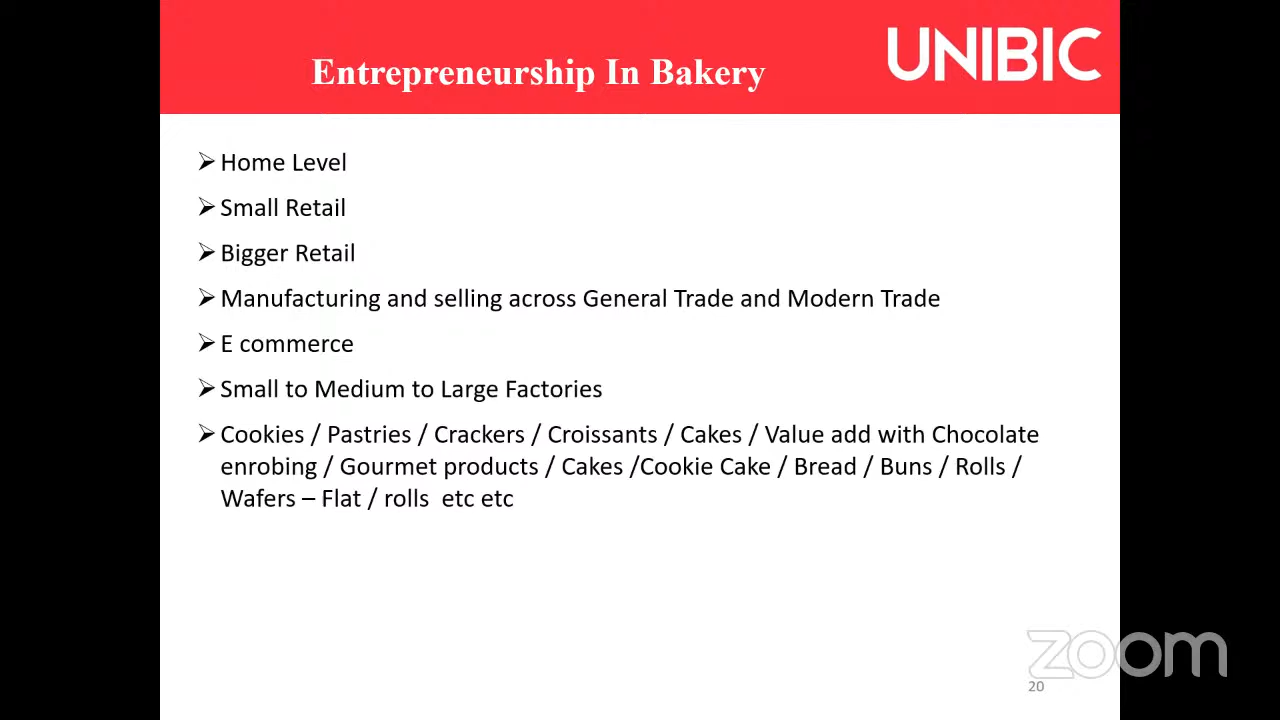 Entrepreneurship In Bakery
UNIBIC
➢ Home Level
➢ Small Retail
➢ Bigger Retail
➢ Manufacturing and selling across General Trade and Modern Trade
➢ E commerce
➢ Small to Medium to Large Factories
➢ Cookies / Pastries / Crackers / Croissants / Cakes / Value add with Chocolate
enrobing / Gourmet products / Cakes /Cookie Cake / Bread / Buns / Rolls /
Wafers – Flat / rolls  etc etc
zoom
20